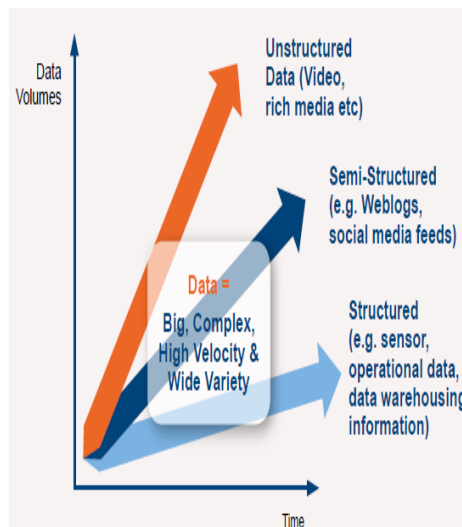 Data
Volumes
Unstructured
Data (Video,
rich media etc)
Semi-Structured
(e.g. Weblogs,
social media feeds)
Data =
Big, Complex,
High Velocity &
Wide Variety
Structured
(e.g. sensor,
operational data,
data warehousing
information)
Time